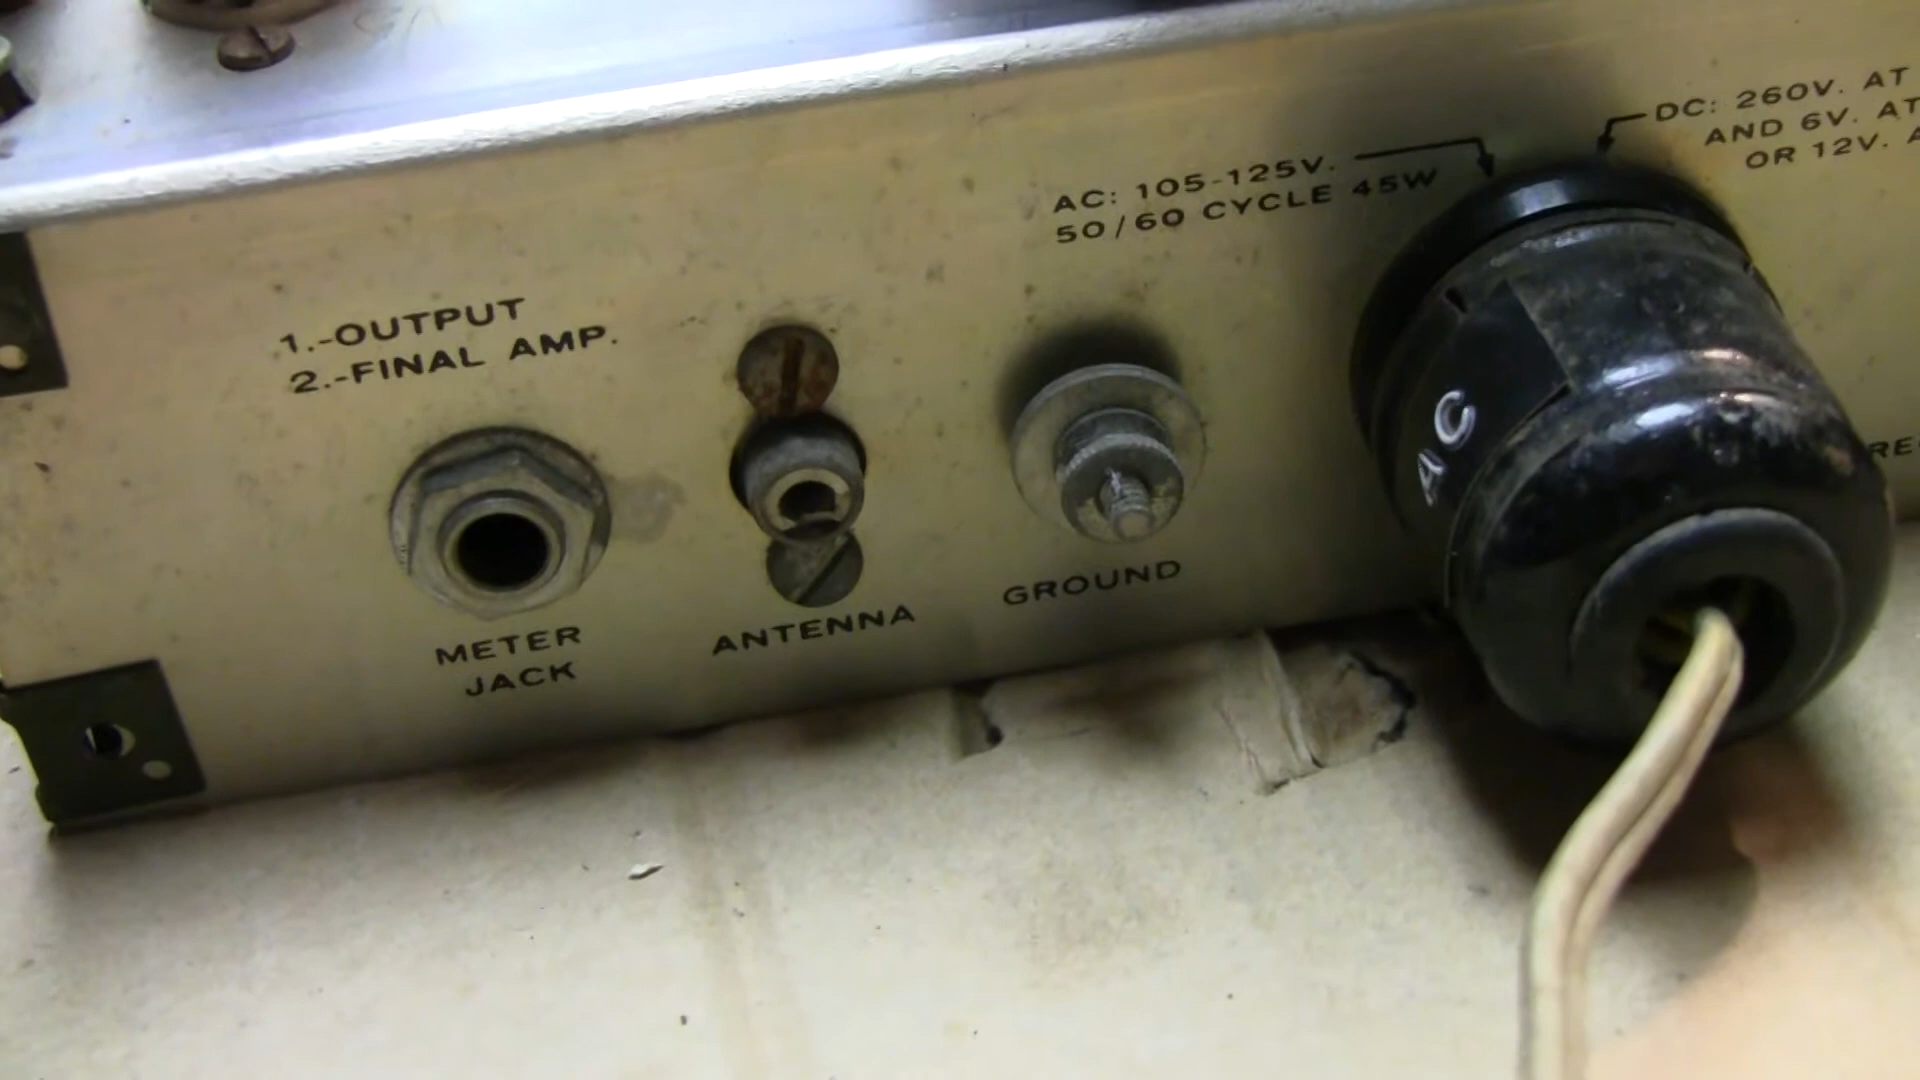 DC: 260V. AT
AND 6V. AT
OR 12V.
AC: 105-125V.
50/60 CYCLE 45W
1.-OUTPUT
2.-FINAL AMP.
AC
METER
JACK
ANTENNA
GROUND